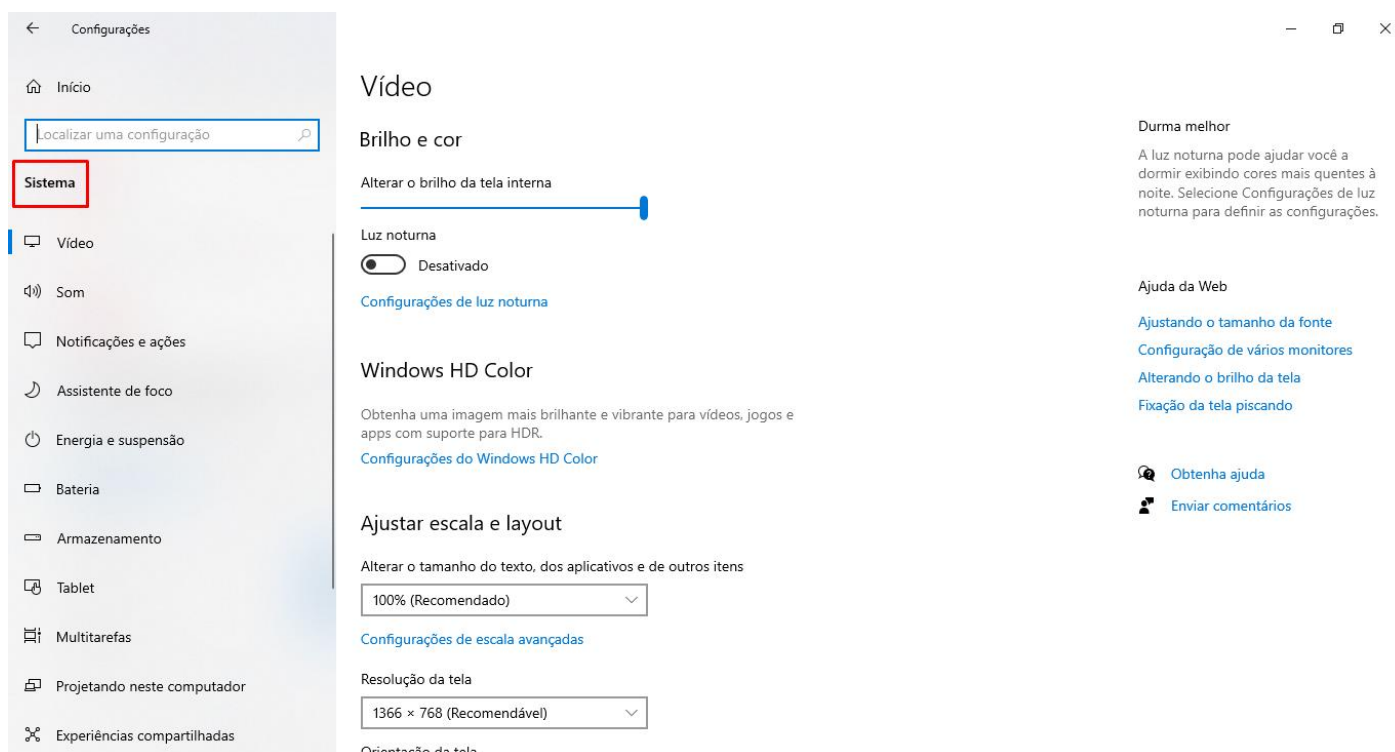 Configurações
Início
Localizar uma configuração
Sistema
Vídeo
Som
Notificações e ações
Assistente de foco
Energia e suspensão
Bateria
Armazenamento
Tablet
Multitarefas
Projetando neste computador
Experiências compartilhadas
Vídeo
Brilho e cor
Alterar o brilho da tela interna
Luz noturna
Desativado
Configurações de luz noturna
Windows HD Color
Obtenha uma imagem mais brilhante e vibrante para vídeos, jogos e
apps com suporte para HDR.
Configurações do Windows HD Color
Ajustar escala e layout
Alterar o tamanho do texto, dos aplicativos e de outros itens
100% (Recomendado)
Configurações de escala avançadas
Resolução da tela
1366 × 768 (Recomendável)
Orientação da tela
Durma melhor
A luz noturna pode ajudar você a
dormir exibindo cores mais quentes à
noite. Selecione Configurações de luz
noturna para definir as configurações.
Ajuda da Web
Ajustando o tamanho da fonte
Configuração de vários monitores
Alterando o brilho da tela
Fixação da tela piscando
Obtenha ajuda
Enviar comentários